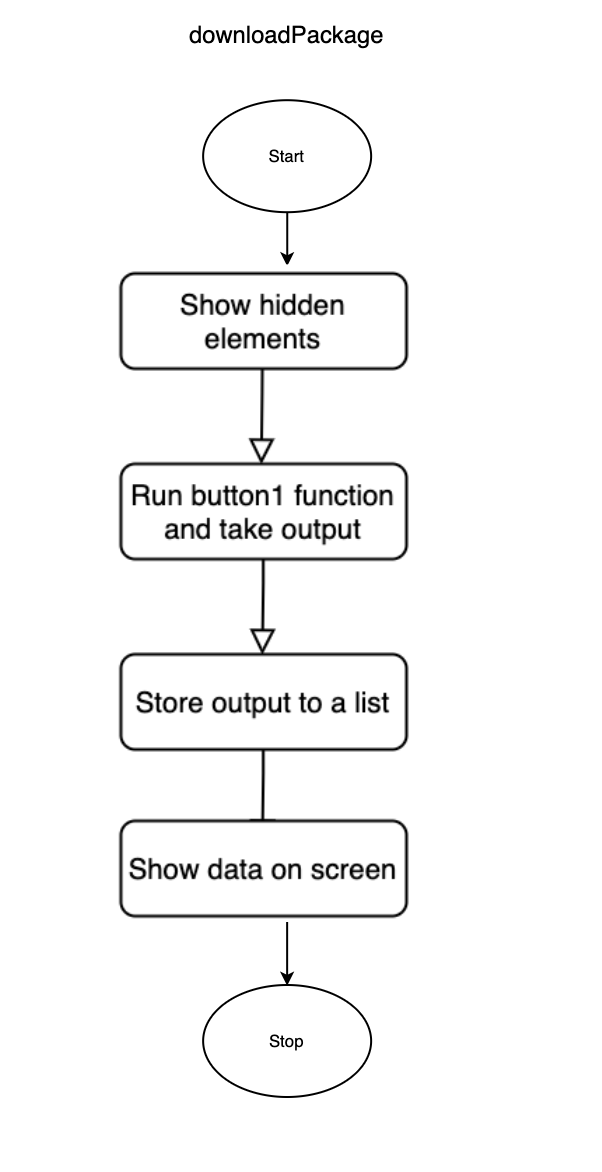 downloadPackage
Start
Show hidden
elements
Run button1 function
and take output
Store output to a list
Show data on screen
Stop